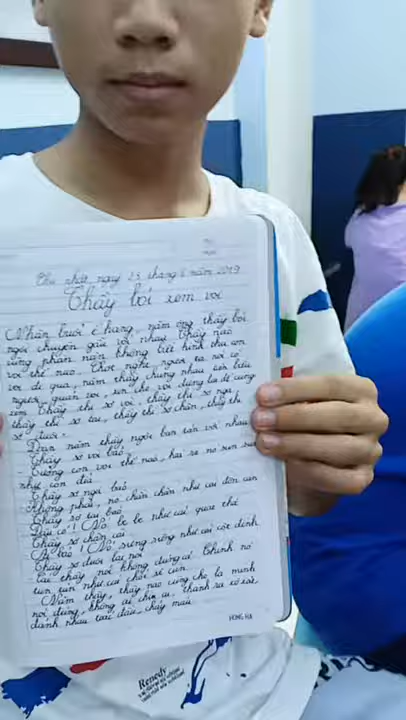 Chủ nhật ngày 23 tháng 6 năm 2019
Thầy bói xem voi
Nhân buổi ế hàng, năm ông thầy bói
ngồi chuyện gẫu với nhau. Thầy nào
cũng phàn nàn không biết hình thù con
voi thế nào. Chợt nghe người ta nói có
voi đi qua, năm thầy chung nhau tiền biếu
người quản voi, xin cho voi dừng lại để cùng
xem. Thầy thì sờ vòi, thầy thì sờ ngà,
thầy thì sờ tai, thầy thì sờ chân, thầy thì
sờ đuôi.
Đoạn năm thầy ngồi bàn tán với nhau
Thầy sờ vòi bảo
Tưởng con voi thế nào, hoá ra nó sun sun
như con đỉa
Thầy sờ ngà bảo
Không phải, nó chần chẫn như cái đòn càn
Thầy sờ tai bảo
Đâu có! Nó bè bè như cái quạt thóc
Thầy sờ chân cãi
Ai bảo! Nó sừng sững như cái cột đình
Thầy sờ đuôi lại nói
Các thầy nói không đúng cả. Chính nó
tun tủn như cái chổi sể cùn.
Năm thầy, thầy nào cũng cho là mình
nói đúng, không ai chịu ai, thành ra xô xát
đánh nhau toác đầu, chảy máu
HONG HA
Renedy